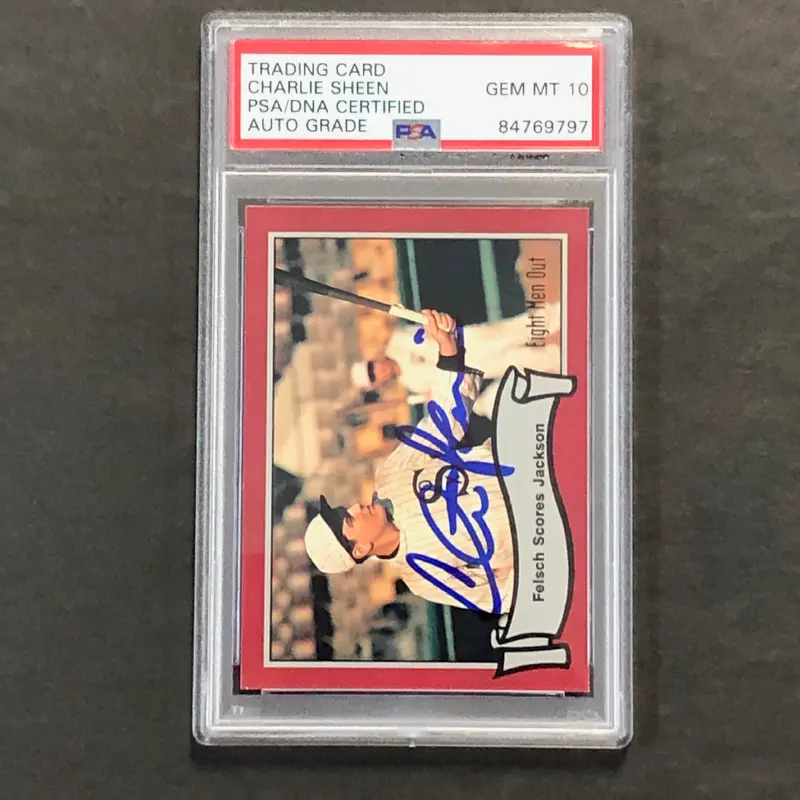 TRADING CARD
CHARLIE SHEEN
PSA/DNA CERTIFIED
AUTO GRADE
GEM MT 10
84769797
PSA
Eight Men Out
Felsch Scores Jackson